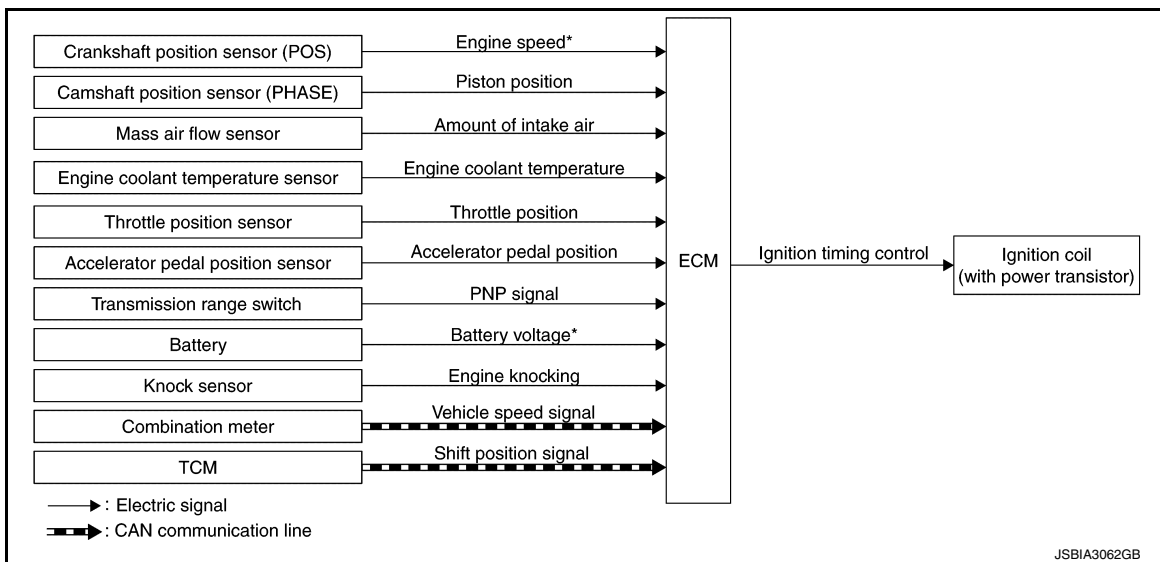 Crankshaft position sensor (POS)
Engine speed*
Camshaft position sensor (PHASE)
Piston position
Mass air flow sensor
Amount of intake air
Engine coolant temperature sensor
Engine coolant temperature
Throttle position sensor
Throttle position
Accelerator pedal position sensor
Accelerator pedal position
ECM
Ignition timing control
Ignition coil
(with power transistor)
Transmission range switch
PNP signal
Battery
Battery voltage*
Knock sensor
Engine knocking
Combination meter
Vehicle speed signal
TCM
Shift position signal
: Electric signal
: CAN communication line
JSBIA3062GB